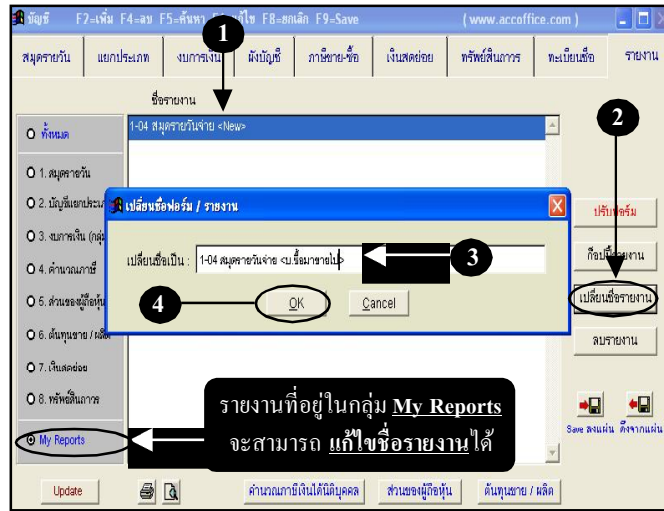 บัญชี F2=เพิ่ม F4=ลบ F5=ค้นหา F8=ยกเลิก F9=Save ( www.accoffice.com )
1
สมุดรายวัน แยกประเภท งบการเงิน ผังบัญชี ภาษีขาย-ซื้อ เงินสดย่อย ทรัพย์สินถาวร ทะเบียนชื่อ รายงาน
ชื่อรายงาน
2
ทั้งหมด
1-04 สมุดรายวันจ่าย <New>
1. สมุดรายวัน
2. บัญชีแยกประเภ
3. งบการเงิน (กลุ่ม
4. คำนวณภาษี
5. ส่วนของผู้ถือหุ้น
6. ต้นทุนขาย / ผลิต
7. เงินสดย่อย
8. ทรัพย์สินถาวร
My Reports
เปลี่ยนชื่อฟอร์ม / รายงาน
เปลี่ยนชื่อเป็น : 1-04 สมุดรายวันจ่าย <บ.ซื้อมาขายไป>
3
4
OK Cancel
ปรับฟอร์ม
ก็อปปี้รายงาน
เปลี่ยนชื่อรายงาน
ลบรายงาน
Save ลงแผ่น ดึงจากแผ่น
รายงานที่อยู่ในกลุ่ม My Reports
จะสามารถ แก้ไขชื่อรายงานได้
Update คำนวณภาษีเงินได้นิติบุคคล ส่วนของผู้ถือหุ้น ต้นทุนขาย / ผลิต